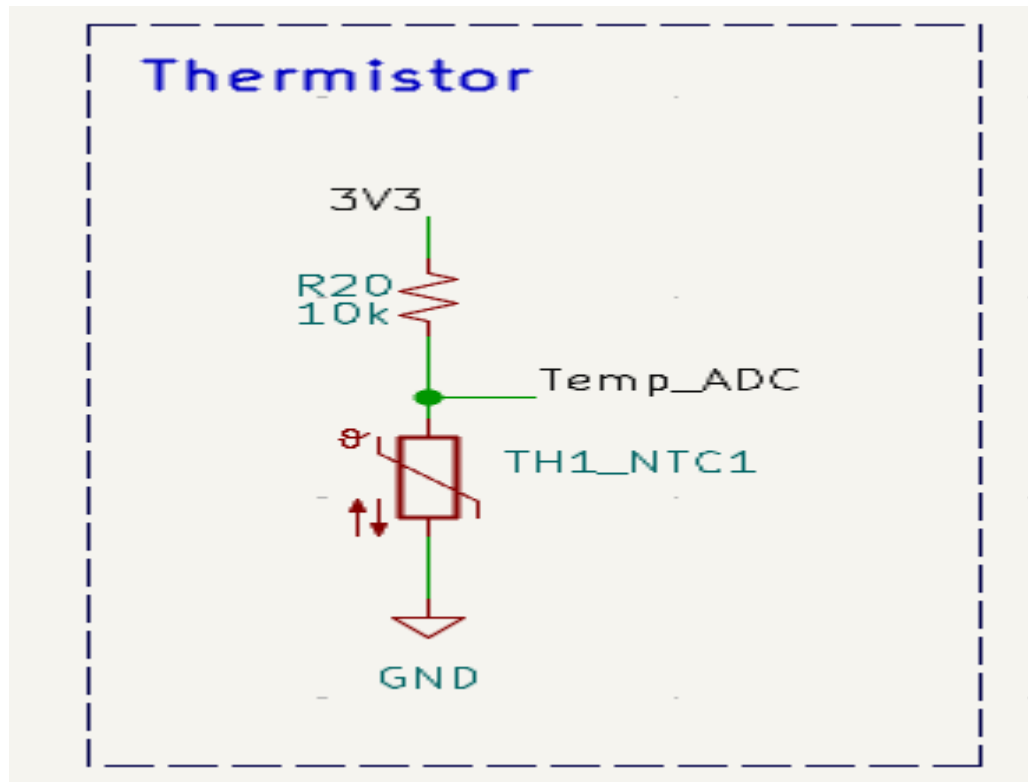 Thermistor
3V3
R20
10k
Temp_ADC
TH1_NTC1
GND